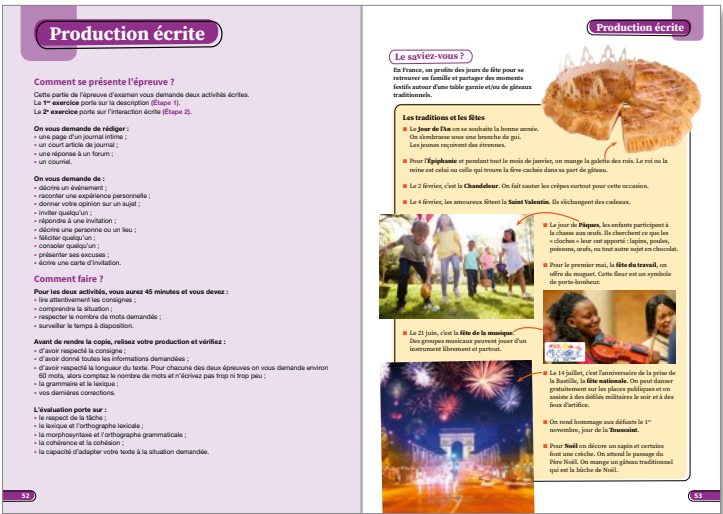 Production écrite
Comment se présente l'épreuve ?
Cette partie de l'épreuve d'examen vous demande deux activités écrites.
Le 1er exercice porte sur la description (Étape 1).
Le 2e exercice porte sur l'interaction écrite (Étape 2).
On vous demande de rédiger :
• une page d'un journal intime ;
• un court article de journal ;
• une réponse à un forum ;
• un courriel.
On vous demande de :
• décrire un événement ;
• raconter une expérience personnelle ;
• donner votre opinion sur un sujet ;
• inviter quelqu'un ;
• répondre à une invitation ;
• décrire une personne ou un lieu ;
• féliciter quelqu'un ;
• consoler quelqu'un ;
• présenter ses excuses ;
• écrire une carte d'invitation.
Comment faire ?
Pour les deux activités, vous aurez 45 minutes et vous devez :
• lire attentivement les consignes ;
• comprendre la situation ;
• respecter le nombre de mots demandés ;
• surveiller le temps à disposition.
Avant de rendre la copie, relisez votre production et vérifiez :
• d'avoir respecté la consigne ;
• d'avoir donné toutes les informations demandées ;
• d'avoir respecté la longueur du texte. Pour chacune des deux épreuves on vous demande environ
60 mots, alors comptez le nombre de mots et n'écrivez pas trop ni trop peu ;
• la grammaire et le lexique ;
• vos dernières corrections.
L'évaluation porte sur :
• le respect de la tâche ;
• le lexique et l'orthographe lexicale ;
• la morphosyntaxe et l'orthographe grammaticale ;
• la cohérence et la cohésion ;
• la capacité d'adapter votre texte à la situation demandée.
52
Production écrite
Le saviez-vous ?
En France, on profite des jours de fête pour se
retrouver en famille et partager des moments
festifs autour d'une table garnie et/ou de gâteaux
traditionnels.
Les traditions et les fêtes
■ Le Jour de l'An on se souhaite la bonne année.
On s'embrasse sous une branche de gui.
Les jeunes reçoivent des étrennes.
■ Pour l'Épiphanie et pendant tout le mois de janvier, on mange la galette des rois. Le roi ou la
reine est celui ou celle qui trouve la fève cachée dans sa part de gâteau.
■ Le 2 février, c'est la Chandeleur. On fait sauter les crêpes surtout pour cette occasion.
■ Le 4 février, les amoureux fêtent la Saint Valentin. Ils s'échangent des cadeaux.
■ Le jour de Pâques, les enfants participent à
la chasse aux œufs. Ils cherchent ce que les
« cloches » leur ont apporté : lapins, poules,
poissons, œufs, ou tout autre sujet en chocolat.
■ Pour le premier mai, la fête du travail, on
offre du muguet. Cette fleur est un symbole
de porte-bonheur.
■ Le 21 juin, c'est la fête de la musique.
Des groupes musicaux peuvent jouer d'un
instrument librement et partout.
■ Le 14 juillet, c'est l'anniversaire de la prise de
la Bastille, la fête nationale. On peut danser
gratuitement sur les places publiques et on
assiste à des défilés militaires le soir et à des
feux d'artifice.
■ On rend hommage aux défunts le 1er
novembre, jour de la Toussaint.
■ Pour Noël on décore un sapin et certains
font une crèche. On attend le passage du
Père Noël. On mange un gâteau traditionnel
qui est la bûche de Noël.
53